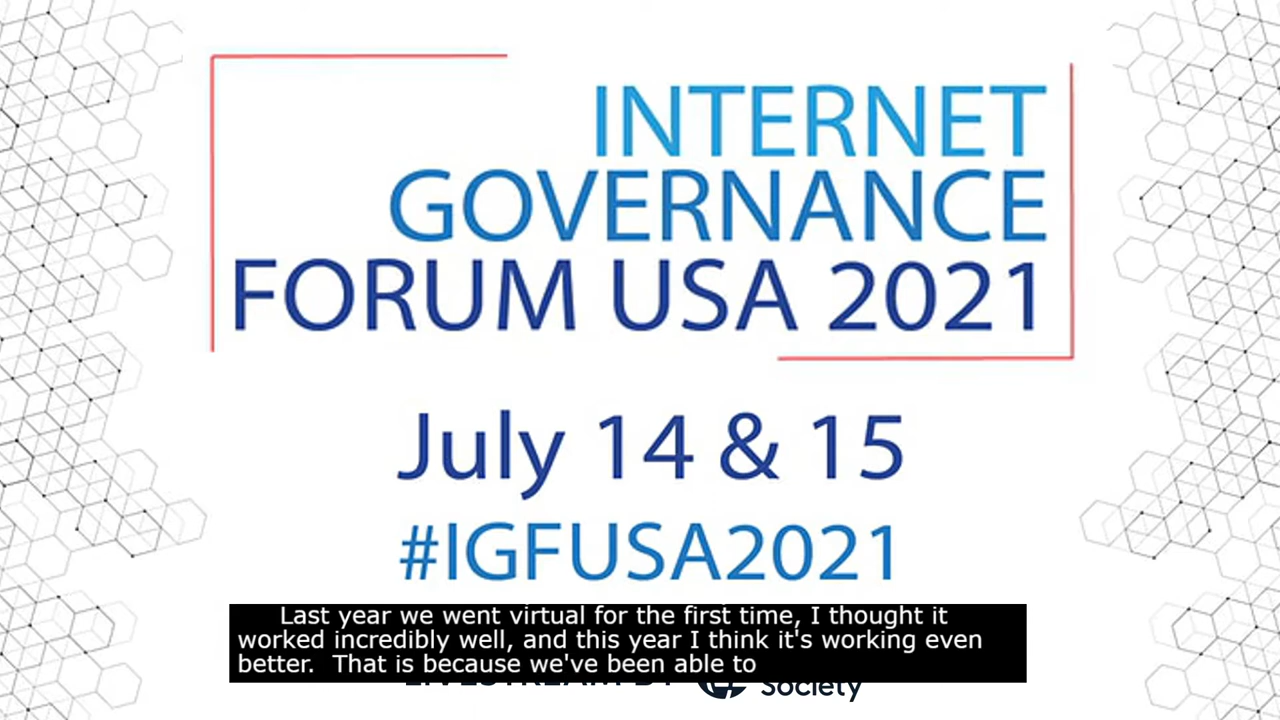 INTERNET
GOVERNANCE
FORUM USA 2021
July 14 & 15
#IGFUSA2021
Last year we went virtual for the first time, I thought it
worked incredibly well, and this year I think it's working even
better. That is because we've been able to
LIVESTREAM BY
Society